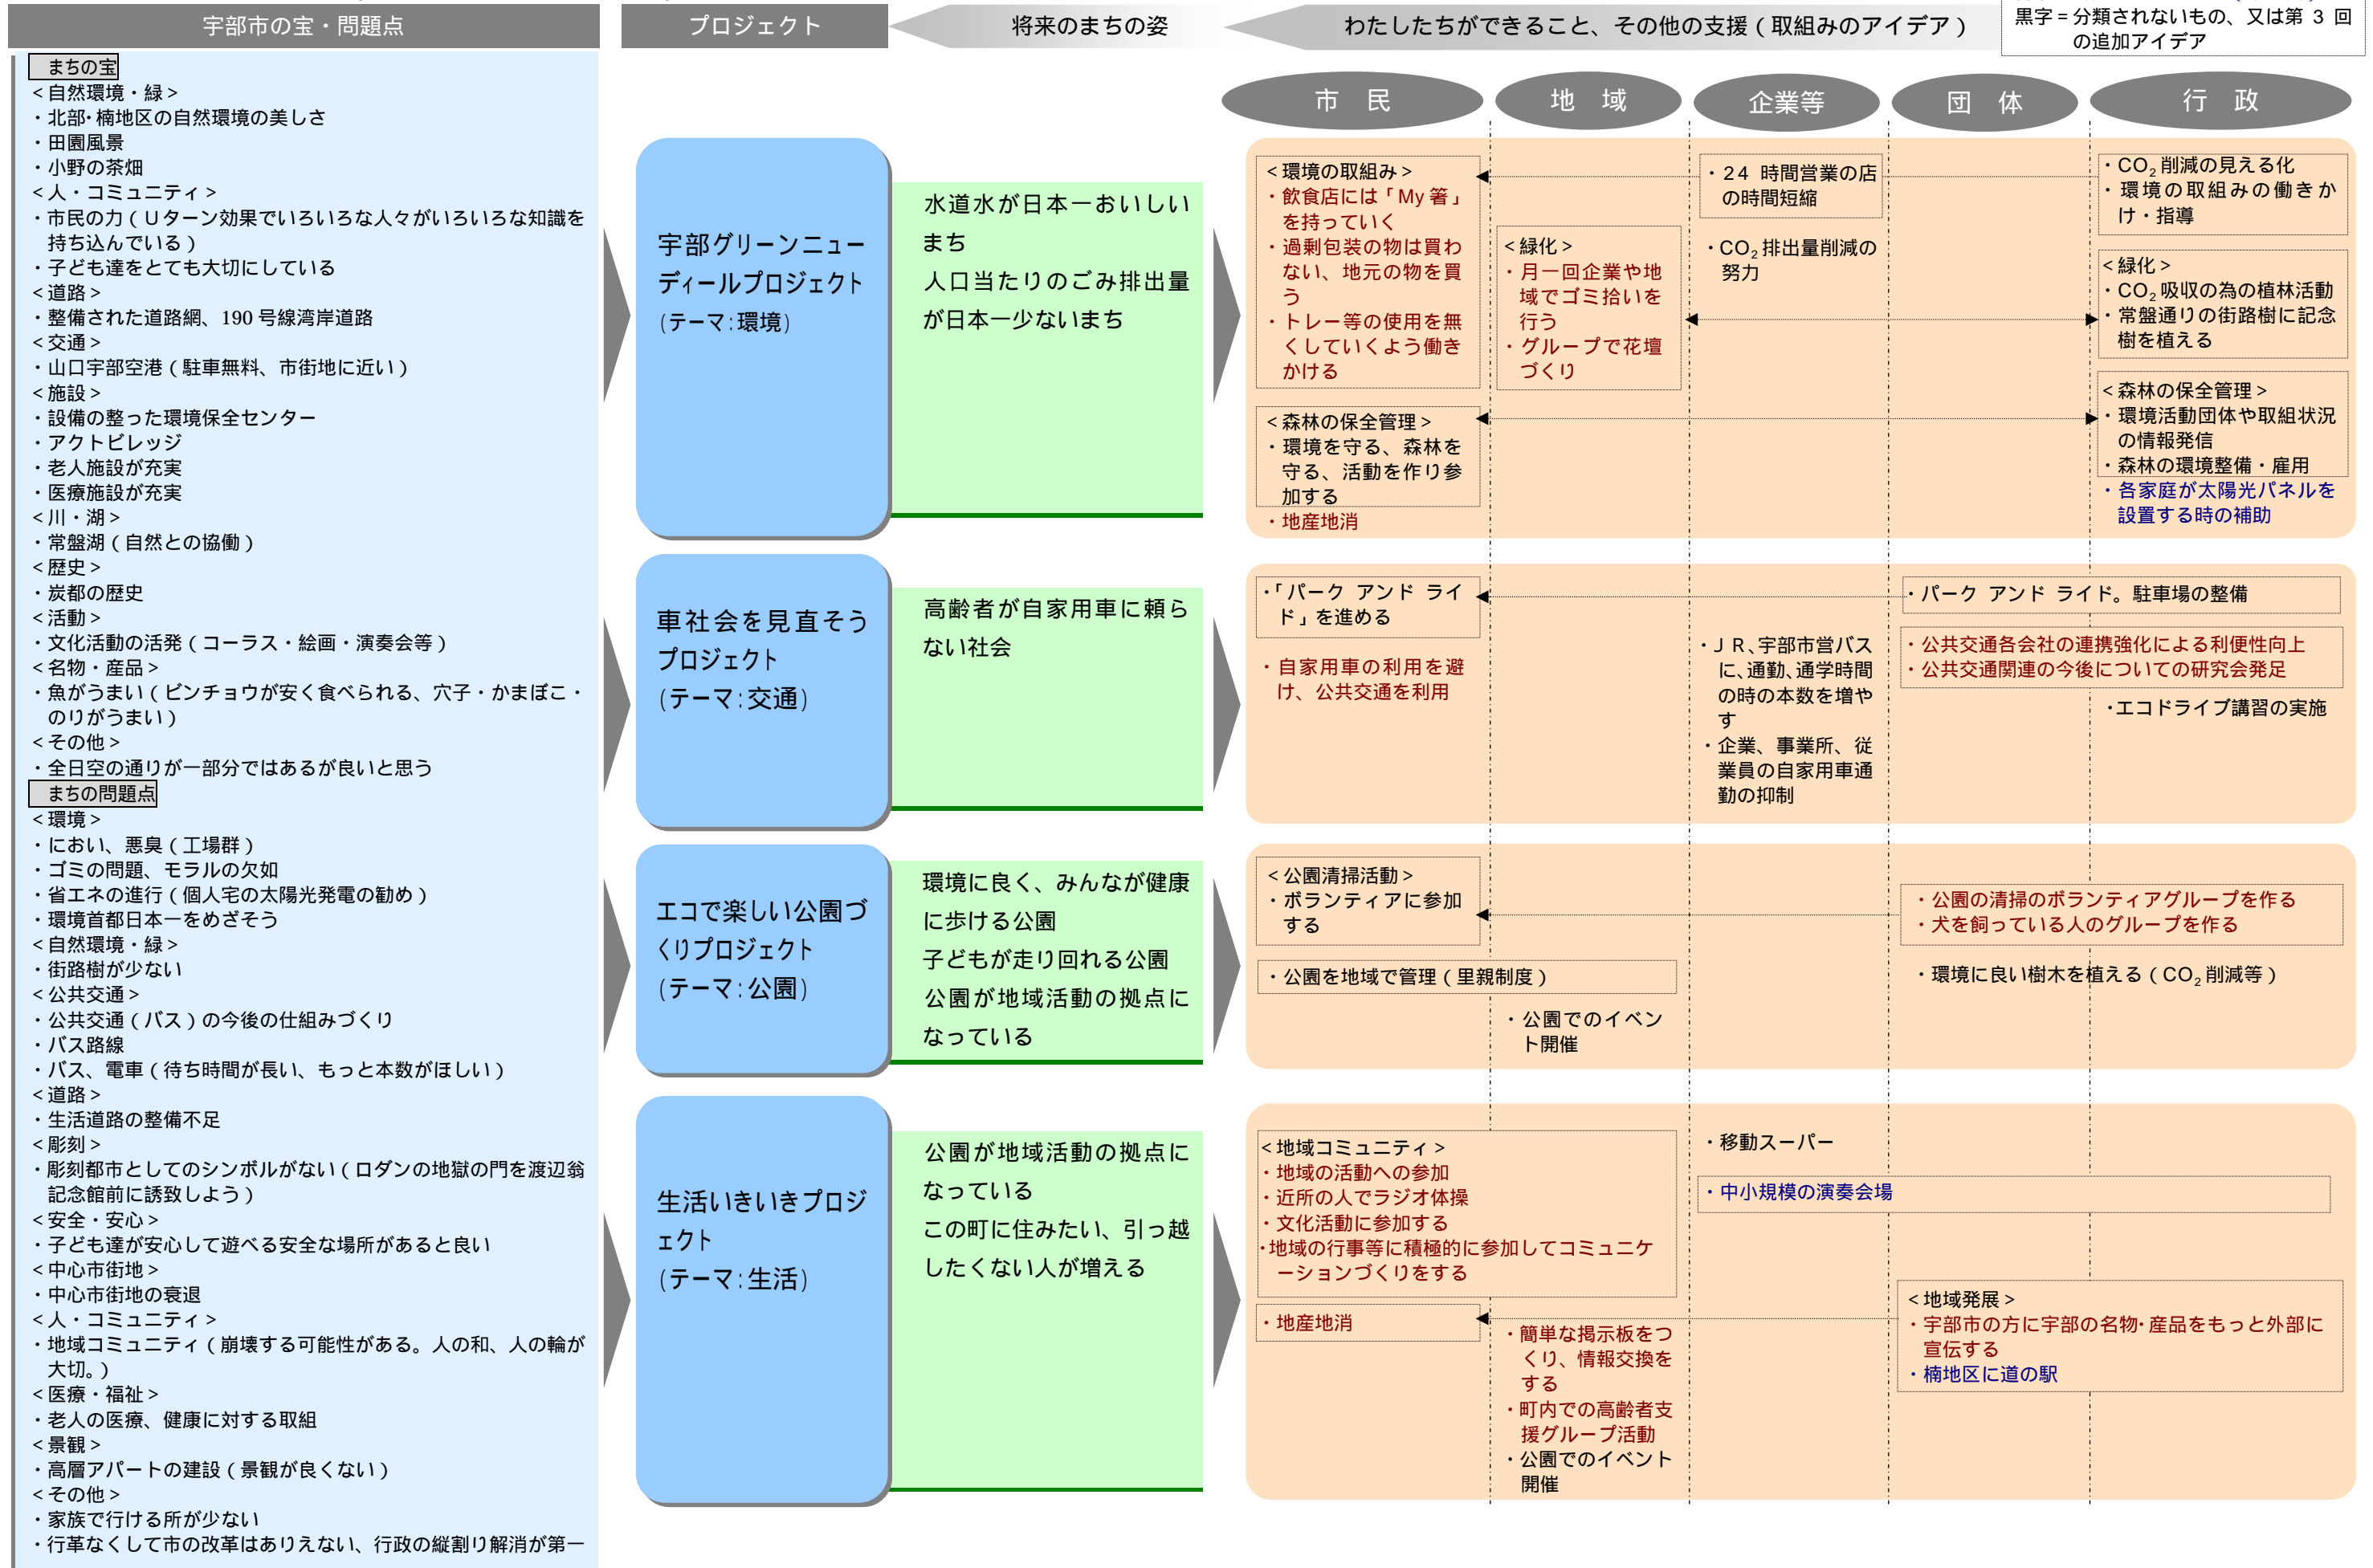 宇部市の宝・問題点
プロジェクト
将来のまちの姿
わたしたちができること、その他の支援（取組みのアイデア）
黒字＝分類されないもの、又は第 3 回
の追加アイデア
まちの宝
＜自然環境・緑＞
・北部・楠地区の自然環境の美しさ
・田園風景
・小野の茶畑
＜人・コミュニティ＞
・市民の力（Uターン効果でいろいろな人々がいろいろな知識を
持ち込んでいる）
・子ども達をとても大切にしている
＜道路＞
・整備された道路網、190 号線湾岸道路
＜交通＞
・山口宇部空港（駐車無料、市街地に近い）
＜施設＞
・設備の整った環境保全センター
・アクトビレッジ
・老人施設が充実
・医療施設が充実
＜川・湖＞
・常盤湖（自然との協働）
＜歴史＞
・炭都の歴史
＜活動＞
・文化活動の活発（コーラス・絵画・演奏会等）
＜名物・産品＞
・魚がうまい（ビンチョウが安く食べられる、穴子・かまぼこ・
のりがうまい）
＜その他＞
・全日空の通りが一部分ではあるが良いと思う
まちの問題点
＜環境＞
・におい、悪臭（工場群）
・ゴミの問題、モラルの欠如
・省エネの進行（個人宅の太陽光発電の勧め）
・環境首都日本一をめざそう
＜自然環境・緑＞
・街路樹が少ない
＜公共交通＞
・公共交通（バス）の今後の仕組みづくり
・バス路線
・バス、電車（待ち時間が長い、もっと本数がほしい）
＜道路＞
・生活道路の整備不足
＜彫刻＞
・彫刻都市としてのシンボルがない（ロダンの地獄の門を渡辺翁
記念館前に誘致しよう）
＜安全・安心＞
・子ども達が安心して遊べる安全な場所があると良い
＜中心市街地＞
・中心市街地の衰退
＜人・コミュニティ＞
・地域コミュニティ（崩壊する可能性がある。人の和、人の輪が
大切。）
＜医療・福祉＞
・老人の医療、健康に対する取組
＜景観＞
・高層アパートの建設（景観が良くない）
＜その他＞
・家族で行ける所が少ない
・行革なくして市の改革はありえない、行政の縦割り解消が第一
市 民
地 域
企業等
団 体
行 政
宇部グリーンニュー
ディールプロジェクト
(テーマ:環境)
水道水が日本一おいしい
まち
人口当たりのごみ排出量
が日本一少ないまち
＜環境の取組み＞
・飲食店には「My 箸」
を持っていく
・過剰包装の物は買わ
ない、地元の物を買
う
・トレー等の使用を無
くしていくよう働き
かける
＜森林の保全管理＞
・環境を守る、森林を
守る、活動を作り参
加する
・地産地消
＜緑化＞
・月一回企業や地
域でゴミ拾いを
行う
・グループで花壇
づくり
・24 時間営業の店
の時間短縮
・CO₂排出量削減の
努力
・CO₂削減の見える化
・環境の取組みの働きか
け・指導
＜緑化＞
・CO₂吸収の為の植林活動
・常盤通りの街路樹に記念
樹を植える
＜森林の保全管理＞
・環境活動団体や取組状況
の情報発信
・森林の環境整備・雇用
・各家庭が太陽光パネルを
設置する時の補助
車社会を見直そう
プロジェクト
(テーマ:交通)
高齢者が自家用車に頼ら
ない社会
・「パーク アンド ライ
ド」を進める
・自家用車の利用を避
け、公共交通を利用
・ＪＲ、宇部市営バス
に、通勤、通学時間
の時の本数を増や
す
・企業、事業所、従
業員の自家用車通
勤の抑制
・パーク アンド ライド。駐車場の整備
・公共交通各会社の連携強化による利便性向上
・公共交通関連の今後についての研究会発足
・エコドライブ講習の実施
エコで楽しい公園づ
くりプロジェクト
(テーマ:公園)
環境に良く、みんなが健康
に歩ける公園
子どもが走り回れる公園
公園が地域活動の拠点に
なっている
＜公園清掃活動＞
・ボランティアに参加
する
・公園を地域で管理（里親制度）
・公園でのイベン
ト開催
・公園の清掃のボランティアグループを作る
・犬を飼っている人のグループを作る
・環境に良い樹木を植える（CO₂削減等）
生活いきいきプロジ
ェクト
(テーマ:生活)
公園が地域活動の拠点に
なっている
この町に住みたい、引っ越
したくない人が増える
＜地域コミュニティ＞
・地域の活動への参加
・近所の人でラジオ体操
・文化活動に参加する
・地域の行事等に積極的に参加してコミュニケ
ーションづくりをする
・地産地消
・簡単な掲示板をつ
くり、情報交換を
する
・町内での高齢者支
援グループ活動
・公園でのイベント
開催
・移動スーパー
・中小規模の演奏会場
＜地域発展＞
・宇部市の方に宇部の名物・産品をもっと外部に
宣伝する
・楠地区に道の駅